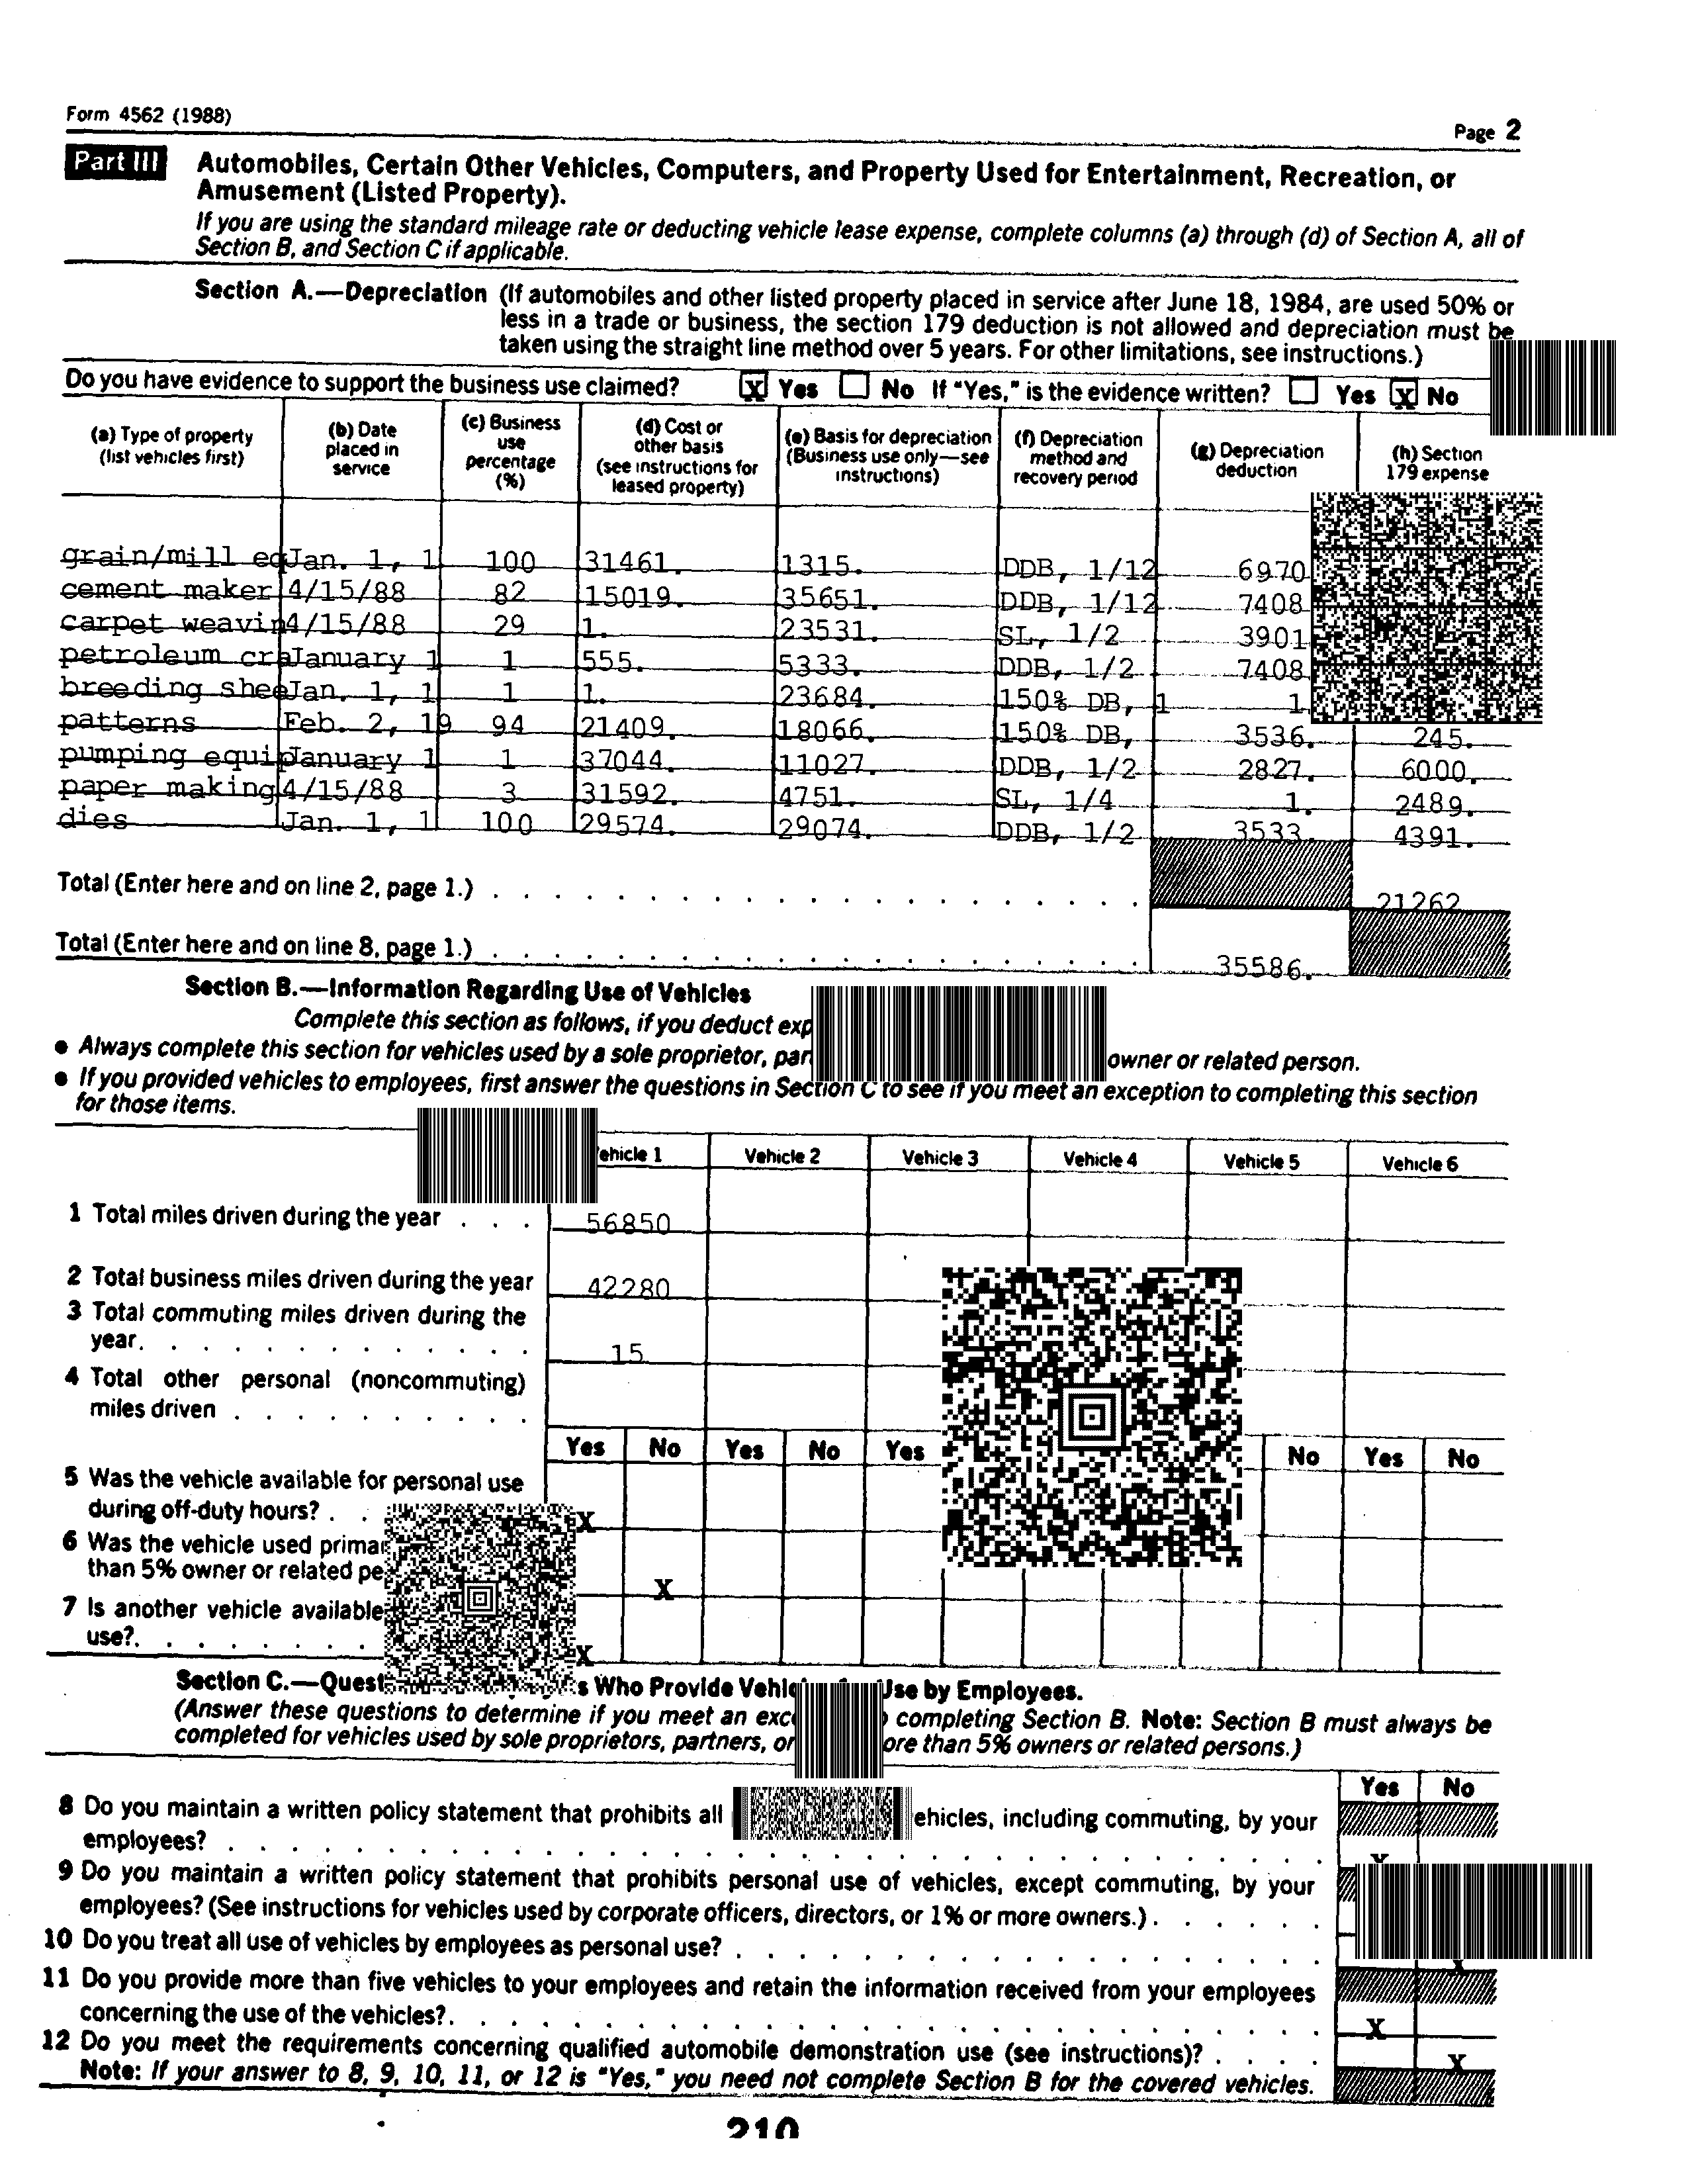 Form 4562 (1988)
Page 2
Part III Automobiles, Certain Other Vehicles, Computers, and Property Used for Entertainment, Recreation, or
Amusement (Listed Property).
If you are using the standard mileage rate or deducting vehicle lease expense, complete columns (a) through (d) of Section A, all of
Section B, and Section C if applicable.
Section A.—Depreciation (If automobiles and other listed property placed in service after June 18, 1984, are used 50% or
less in a trade or business, the section 179 deduction is not allowed and depreciation must be
taken using the straight line method over 5 years. For other limitations, see instructions.)
Do you have evidence to support the business use claimed? X Yes No If "Yes," is the evidence written? Yes X No
(a) Type of property (list vehicles first) (b) Date placed in service (c) Business use percentage (%) (d) Cost or other basis (see instructions for leased property) (e) Basis for depreciation (Business use only—see instructions) (f) Depreciation method and recovery period (g) Depreciation deduction (h) Section 179 expense
grain/mill eq Jan. 1, 1 100 31461. 1315. DDB, 1/12 6970
cement maker 4/15/88 82 15019. 35651. DDB, 1/12 7408
carpet weavin 4/15/88 29 1. 23531. SL, 1/2 3901
petroleum cra January 1 1 555. 5333. DDB, 1/2 7408
breeding shee Jan. 1, 1 1 1. 23684. 150% DB, 1 1
patterns Feb. 2, 19 94 21409. 18066. 150% DB, 3536. 245.
pumping equip January 1 1 37044. 11027. DDB, 1/2 2827. 6000.
paper making 4/15/88 3 31592. 4751. SL, 1/4 1. 2489.
dies Jan. 1, 1 100 29574. 29074. DDB, 1/2 3533. 4391.
Total (Enter here and on line 2, page 1.) 21262
Total (Enter here and on line 8, page 1.) 35586.
Section B.—Information Regarding Use of Vehicles
Complete this section as follows, if you deduct
Always complete this section for vehicles used by a sole proprietor, owner or related person.
If you provided vehicles to employees, first answer the questions in Section C to see if you meet an exception to completing this section
for those items.
Vehicle 2 Vehicle 3 Vehicle 4 Vehicle 5 Vehicle 6
1 Total miles driven during the year 56850
2 Total business miles driven during the year 42280
3 Total commuting miles driven during the
year. 15
4 Total other personal (noncommuting)
miles driven
Yes No Yes No Yes No Yes No
5 Was the vehicle available for personal use
during off-duty hours? X
6 Was the vehicle used
than 5% owner or related X
7 Is another vehicle available
use? X
Section C.— Who Provide Use by Employees.
(Answer these questions to determine if you meet an completing Section B. Note: Section B must always be
completed for vehicles used by sole proprietors, partners, or than 5% owners or related persons.)
Yes No
8 Do you maintain a written policy statement that prohibits all including commuting, by your
employees?
9 Do you maintain a written policy statement that prohibits personal use of vehicles, except commuting, by your
employees? (See instructions for vehicles used by corporate officers, directors, or 1% or more owners.)
10 Do you treat all use of vehicles by employees as personal use? X
11 Do you provide more than five vehicles to your employees and retain the information received from your employees
concerning the use of the vehicles? X
12 Do you meet the requirements concerning qualified automobile demonstration use (see instructions)? X
Note: If your answer to 8, 9, 10, 11, or 12 is "Yes," you need not complete Section B for the covered vehicles.
210